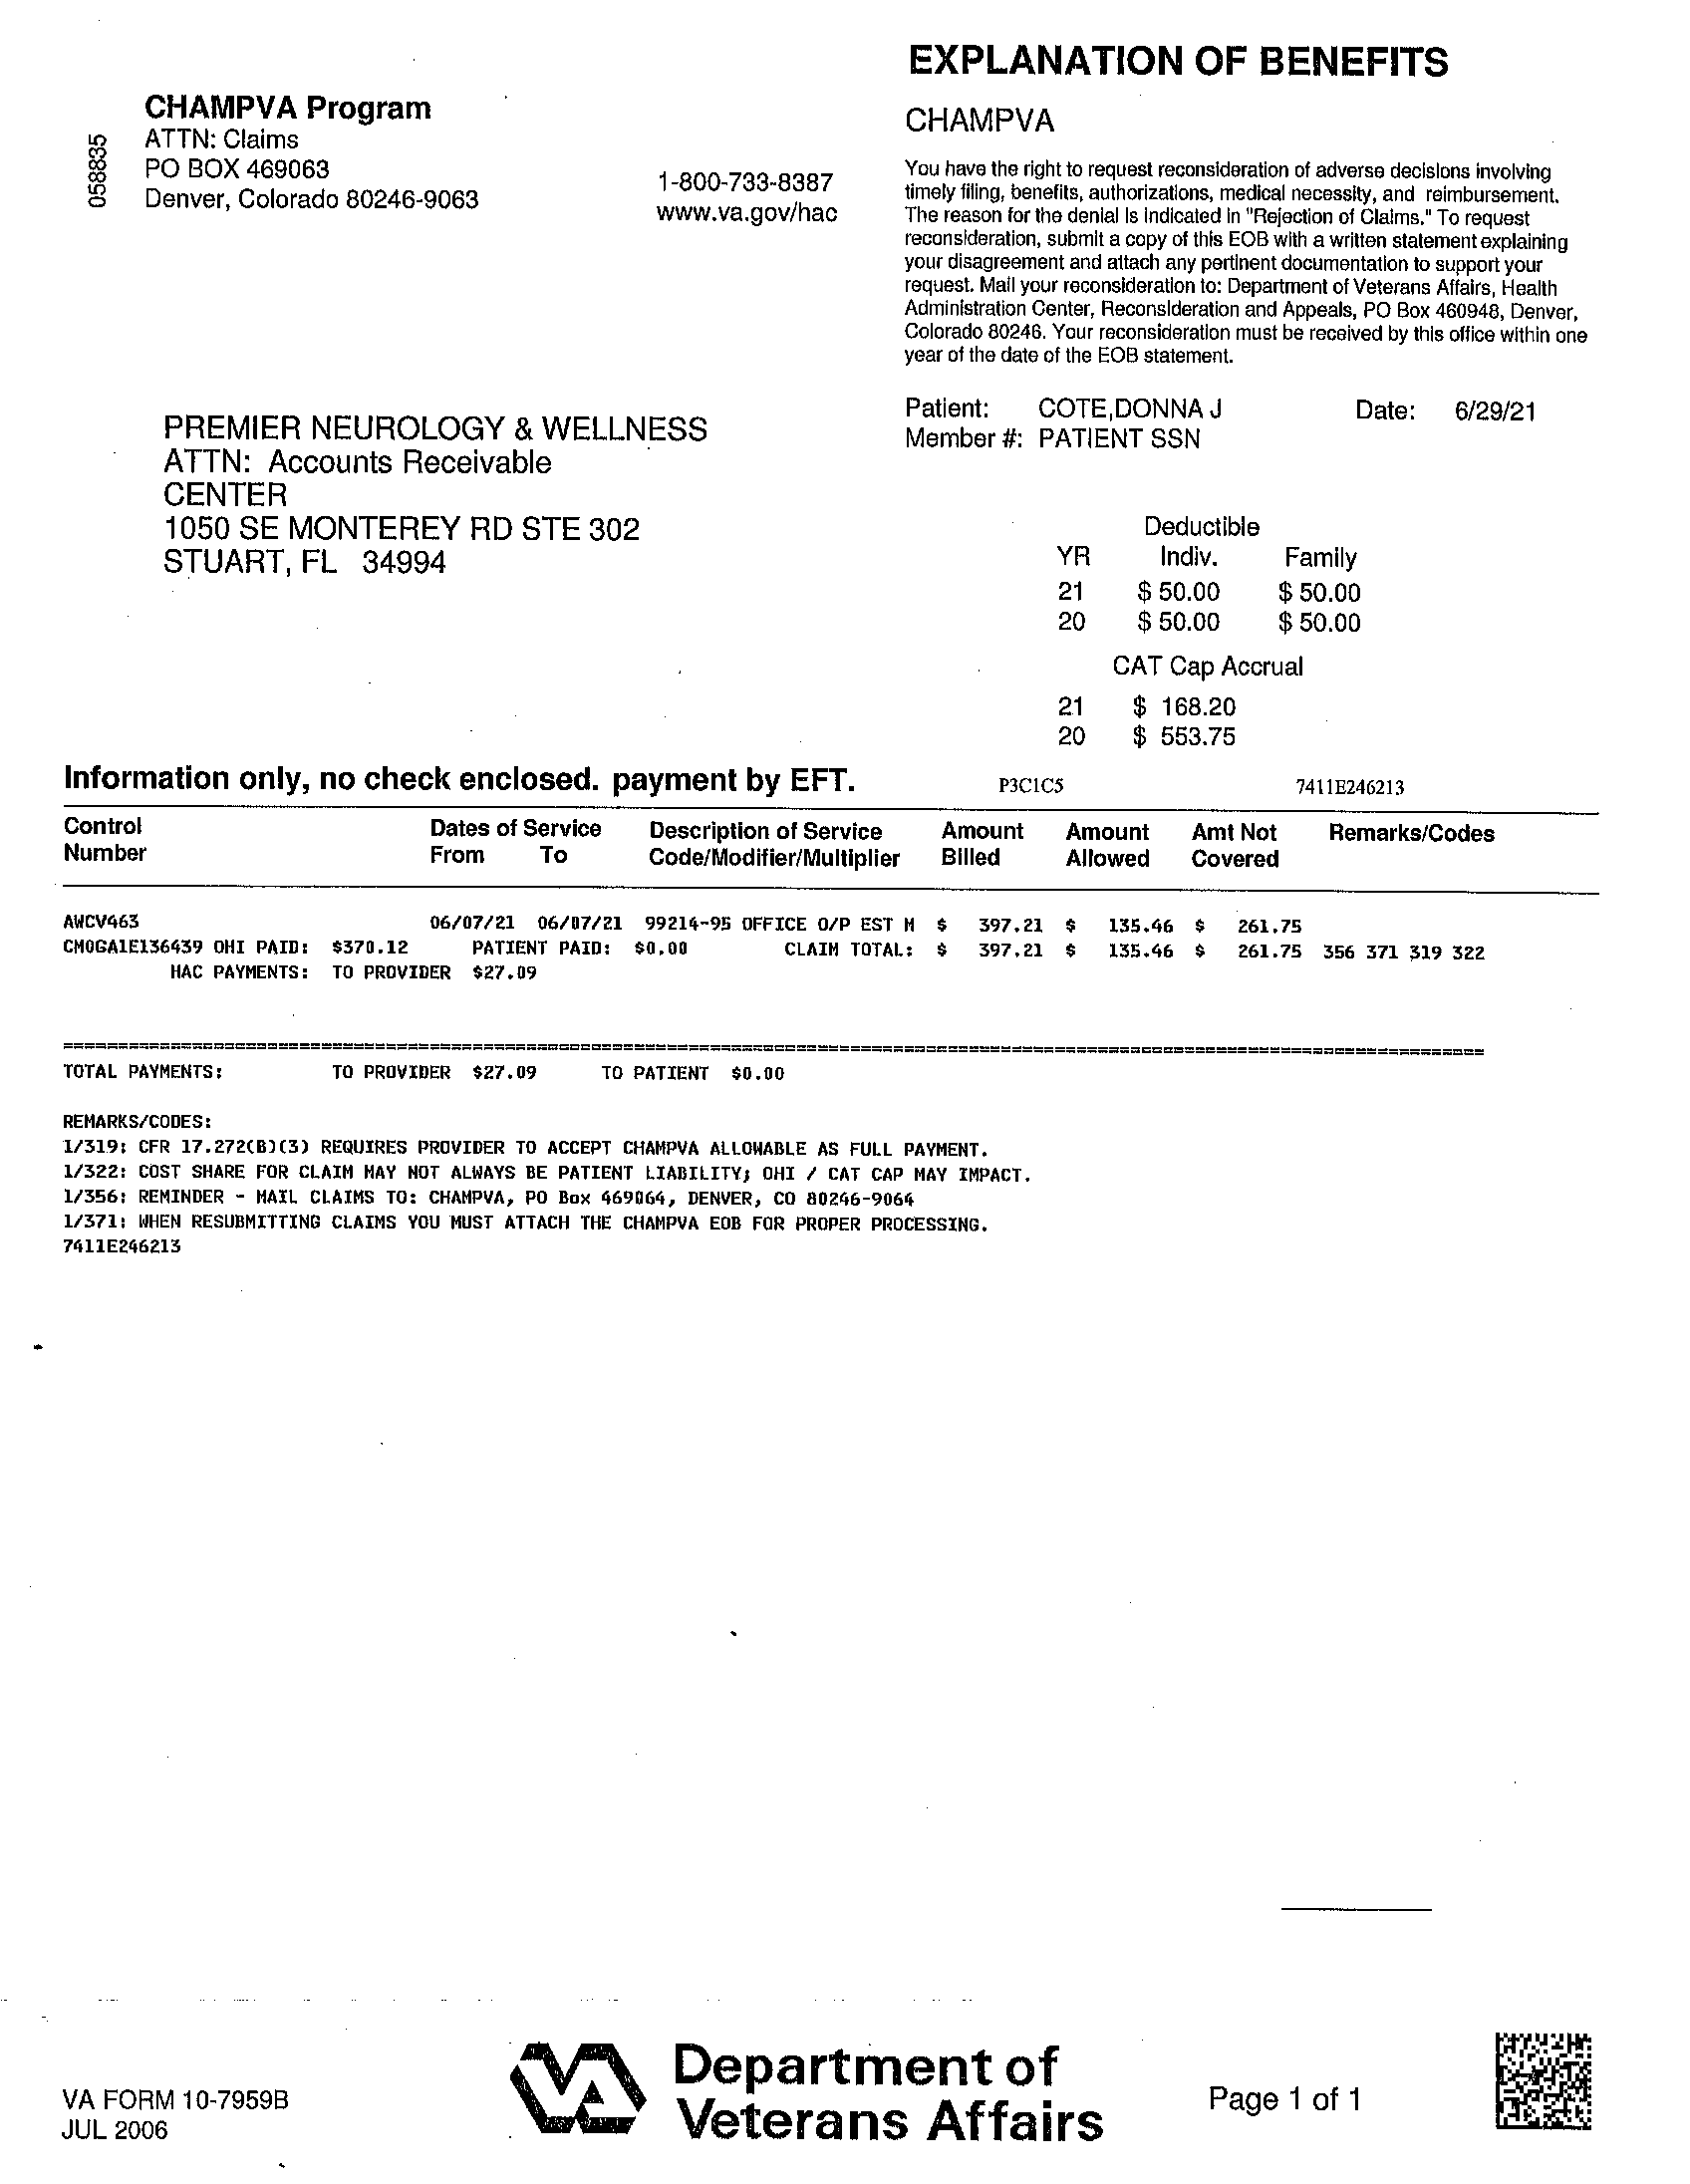 EXPLANATION OF BENEFITS
CHAMPVA Program
ATTN: Claims
PO BOX 469063
Denver, Colorado 80246-9063
058835
1-800-733-8387
www.va.gov/hac
CHAMPVA
You have the right to request reconsideration of adverse decisions involving
timely filing, benefits, authorizations, medical necessity, and reimbursement.
The reason for the denial is indicated in "Rejection of Claims." To request
reconsideration, submit a copy of this EOB with a written statement explaining
your disagreement and attach any pertinent documentation to support your
request. Mail your reconsideration to: Department of Veterans Affairs, Health
Administration Center, Reconsideration and Appeals, PO Box 460948, Denver,
Colorado 80246. Your reconsideration must be received by this office within one
year of the date of the EOB statement.
Patient: COTE,DONNA J Date: 6/29/21
Member #: PATIENT SSN
PREMIER NEUROLOGY & WELLNESS
ATTN: Accounts Receivable
CENTER
1050 SE MONTEREY RD STE 302
STUART, FL 34994
Deductible
YR Indiv. Family
21 $ 50.00 $ 50.00
20 $ 50.00 $ 50.00
CAT Cap Accrual
21 $ 168.20
20 $ 553.75
Information only, no check enclosed. payment by EFT. P3C1C5 7411E246213
Control Dates of Service Description of Service Amount Amount Amt Not Remarks/Codes
Number From To Code/Modifier/Multiplier Billed Allowed Covered
AWCV463 06/07/21 06/07/21 99214-95 OFFICE O/P EST M $ 397.21 $ 135.46 $ 261.75
CM0GA1E136439 OHI PAID: $370.12 PATIENT PAID: $0.00 CLAIM TOTAL: $ 397.21 $ 135.46 $ 261.75 356 371 319 322
HAC PAYMENTS: TO PROVIDER $27.09
TOTAL PAYMENTS: TO PROVIDER $27.09 TO PATIENT $0.00
REMARKS/CODES:
1/319: CFR 17.272(B)(3) REQUIRES PROVIDER TO ACCEPT CHAMPVA ALLOWABLE AS FULL PAYMENT.
1/322: COST SHARE FOR CLAIM MAY NOT ALWAYS BE PATIENT LIABILITY; OHI / CAT CAP MAY IMPACT.
1/356: REMINDER - MAIL CLAIMS TO: CHAMPVA, PO Box 469064, DENVER, CO 80246-9064
1/371: WHEN RESUBMITTING CLAIMS YOU MUST ATTACH THE CHAMPVA EOB FOR PROPER PROCESSING.
7411E246213
VA FORM 10-7959B
JUL 2006
VA
Department of
Veterans Affairs
Page 1 of 1